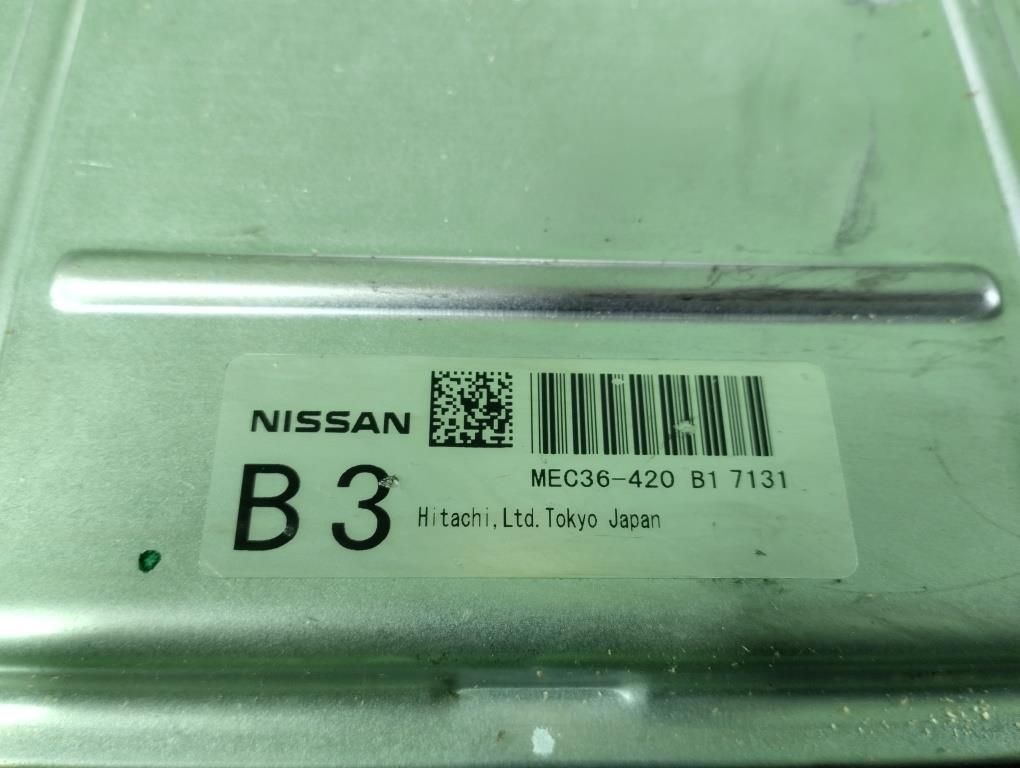 NISSAN
MEC36-420 B1 7131
B3
Hitachi,Ltd.Tokyo Japan